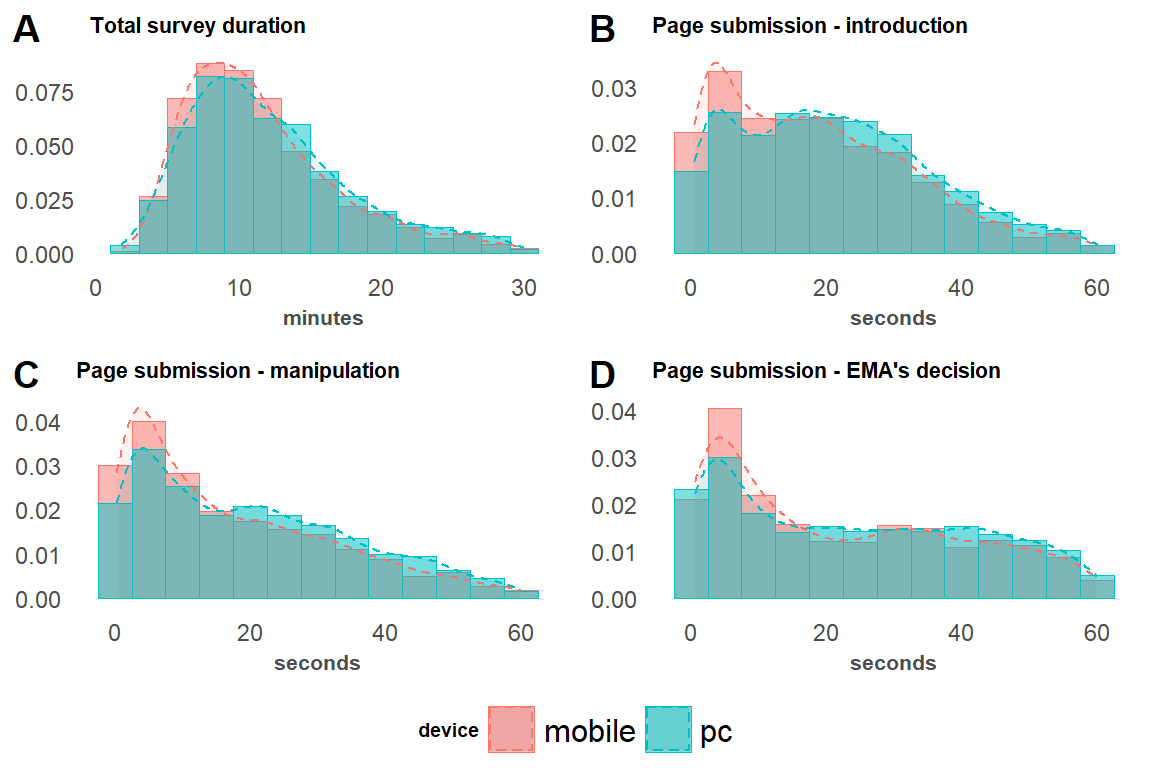 A Total survey duration
0.075
0.050
0.025
0.000
0 10 20 30
minutes
B Page submission - introduction
0.03
0.02
0.01
0.00
0 20 40 60
seconds
C Page submission - manipulation
0.04
0.03
0.02
0.01
0.00
0 20 40 60
seconds
D Page submission - EMA's decision
0.04
0.03
0.02
0.01
0.00
0 20 40 60
seconds
device mobile pc